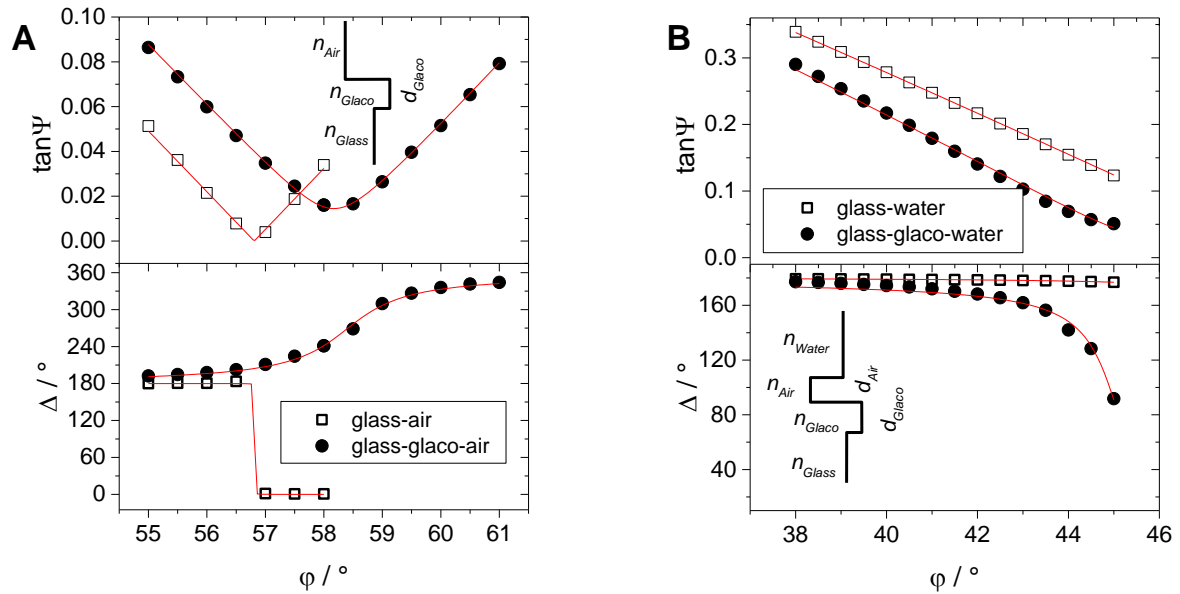 A
tanΨ
0.10
0.08
0.06
0.04
0.02
0.00
n_Air
n_Glaco
d_Glaco
n_Glass
Δ / °
360
300
240
180
120
60
0
glass-air
glass-glaco-air
55 56 57 58 59 60 61
φ / °
B
tanΨ
0.3
0.2
0.1
0.0
glass-water
glass-glaco-water
Δ / °
160
120
80
40
n_Water
n_Air
d_Air
n_Glaco
d_Glaco
n_Glass
38 40 42 44 46
φ / °